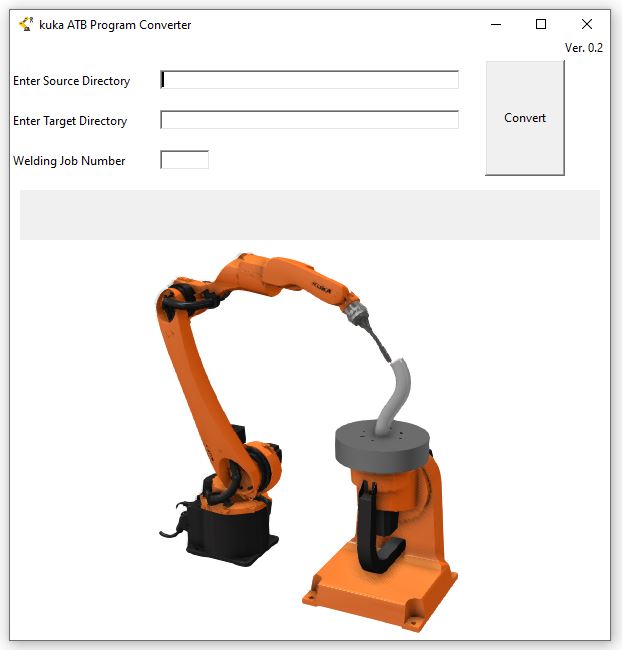 kuka ATB Program Converter
Ver. 0.2
Enter Source Directory
Enter Target Directory
Convert
Welding Job Number
KUKA